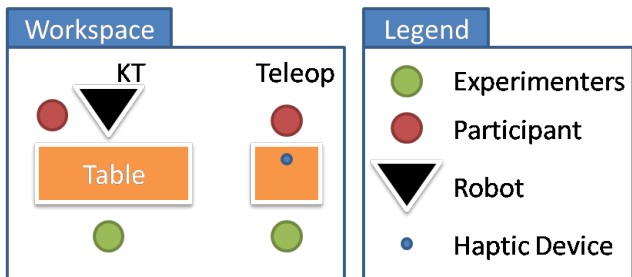 Workspace
KT
Teleop
Table
Legend
Experimenters
Participant
Robot
Haptic Device